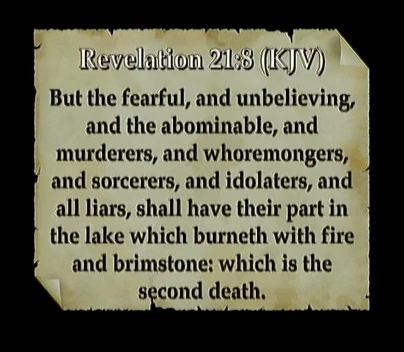 Revelation 21:8 (KJV)
But the fearful, and unbelieving,
and the abominable, and
murderers, and whoremongers,
and sorcerers, and idolaters, and
all liars, shall have their part in
the lake which burneth with fire
and brimstone: which is the
second death.